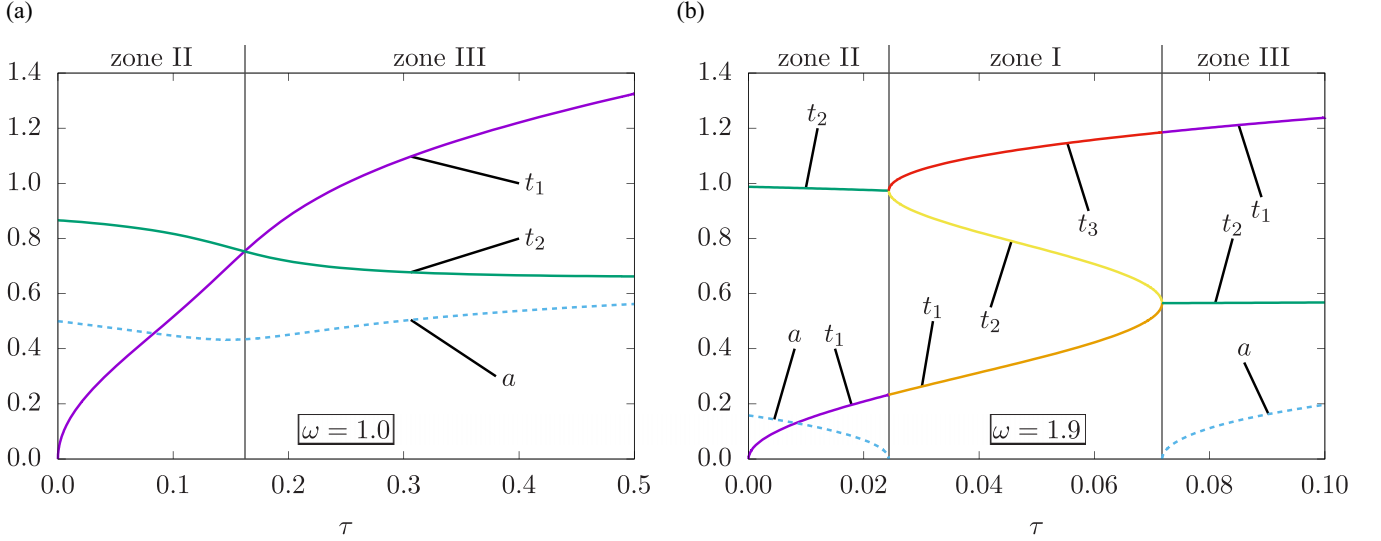 (a)
(b)
zone II
zone III
zone II
zone I
zone III
1.4
1.2
1.0
0.8
0.6
0.4
0.2
0.0
t₁
t₂
a
ω = 1.0
0.0
0.1
0.2
0.3
0.4
0.5
τ
1.4
1.2
1.0
0.8
0.6
0.4
0.2
0.0
t₂
t₃
t₁
t₂
t₁
t₂
a
t₁
a
ω = 1.9
0.00
0.02
0.04
0.06
0.08
0.10
τ